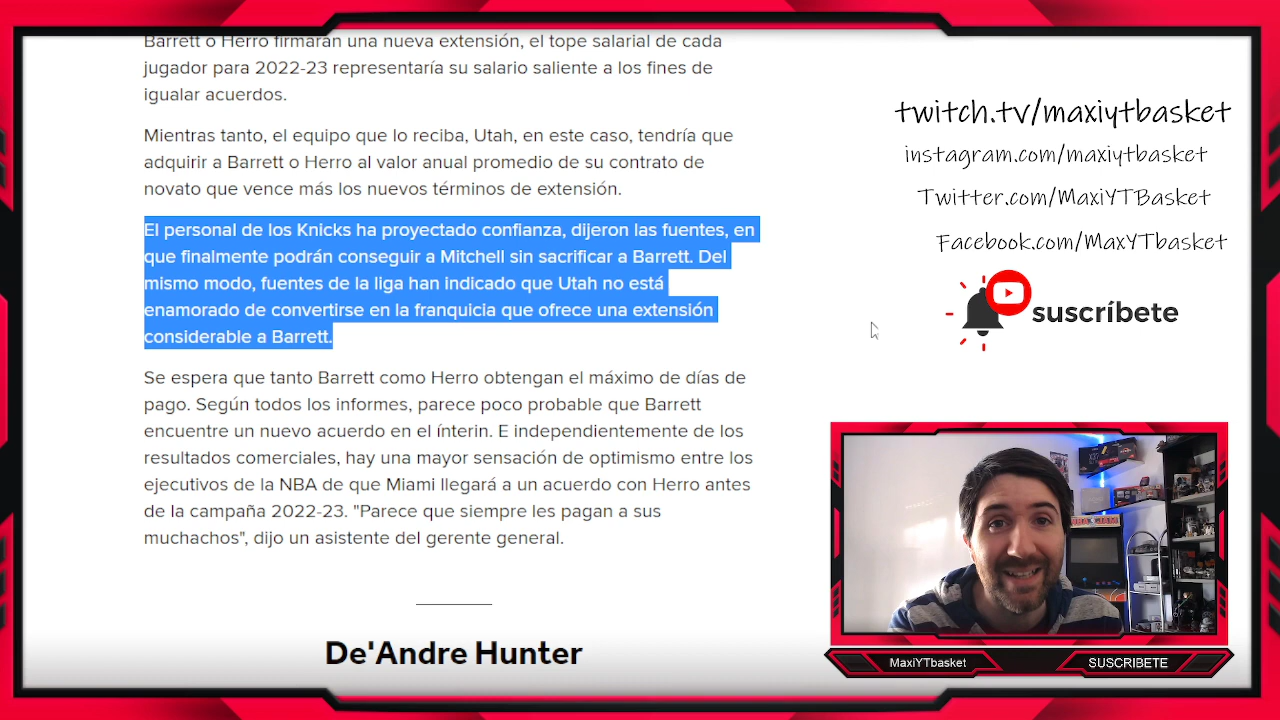 Barrett o Herro firmaran una nueva extensión, el tope salarial de cada
jugador para 2022-23 representaría su salario saliente a los fines de
igualar acuerdos.
Mientras tanto, el equipo que lo reciba, Utah, en este caso, tendría que
adquirir a Barrett o Herro al valor anual promedio de su contrato de
novato que vence más los nuevos términos de extensión.
El personal de los Knicks ha proyectado confianza, dijeron las fuentes, en
que finalmente podrán conseguir a Mitchell sin sacrificar a Barrett. Del
mismo modo, fuentes de la liga han indicado que Utah no está
enamorado de convertirse en la franquicia que ofrece una extensión
considerable a Barrett.
Se espera que tanto Barrett como Herro obtengan el máximo de días de
pago. Según todos los informes, parece poco probable que Barrett
encuentre un nuevo acuerdo en el ínterin. E independientemente de los
resultados comerciales, hay una mayor sensación de optimismo entre los
ejecutivos de la NBA de que Miami llegará a un acuerdo con Herro antes
de la campaña 2022-23. "Parece que siempre les pagan a sus
muchachos", dijo un asistente del gerente general.
De'Andre Hunter
twitch.tv/maxiytbasket
instagram.com/maxiytbasket
Twitter.com/MaxiYTBasket
Facebook.com/MaxYTbasket
suscríbete
NBA JAM
MaxiYTbasket
SUSCRIBETE